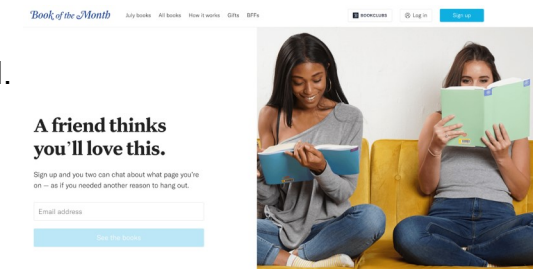 Book of the Month
July books All books How it works Gifts BFFs
BOOKCLUBS
Log in
Sign up
A friend thinks
you'll love this.
Sign up and you two can chat about what page you're
on — as if you needed another reason to hang out.
Email address
See the books